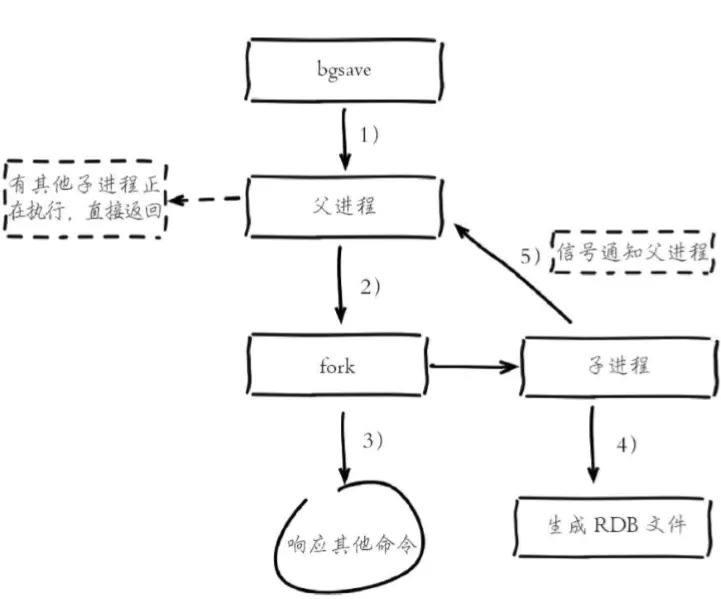 bgsave
1)
有其他子进程正
在执行，直接返回
父进程
5)
信号通知父进程
2)
fork
子进程
3)
4)
响应其他命令
生成 RDB 文件